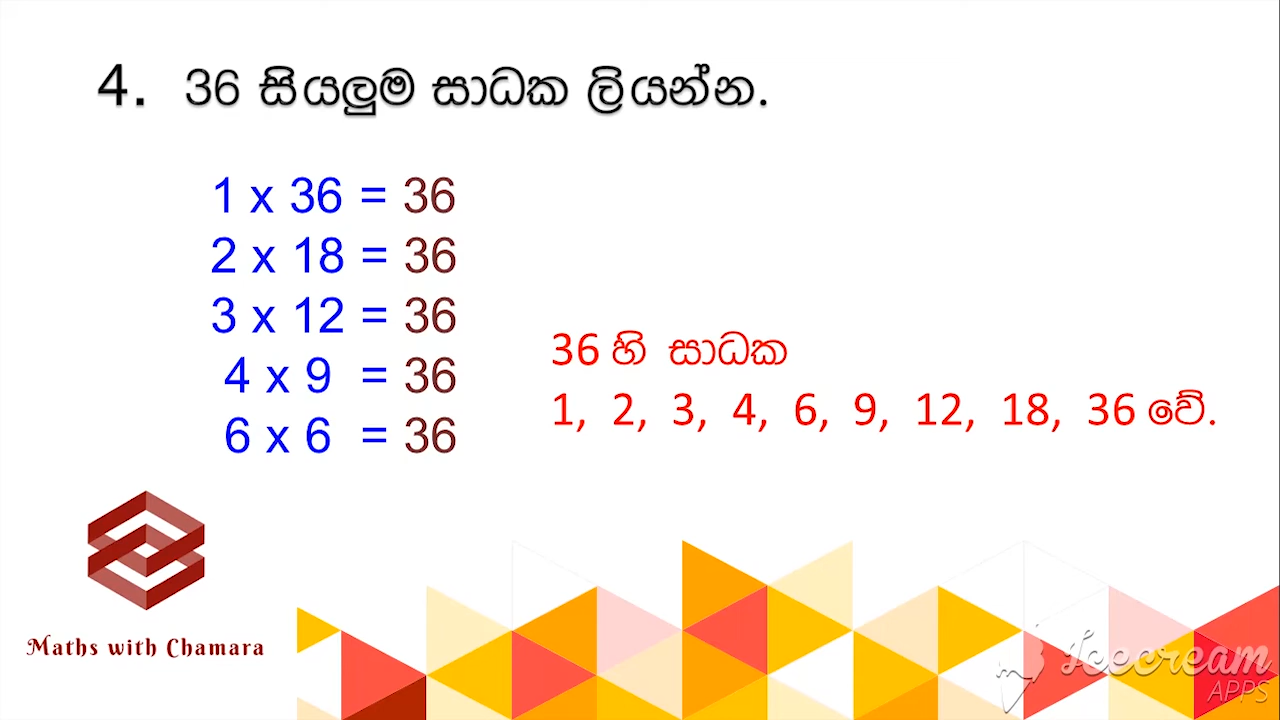 4. 36 සියලුම සාධක ලියන්න.
1 x 36 = 36
2 x 18 = 36
3 x 12 = 36
4 x 9 = 36
6 x 6 = 36
36 හි සාධක
1, 2, 3, 4, 6, 9, 12, 18, 36 වේ.
Maths with Chamara
Icecream
APPS